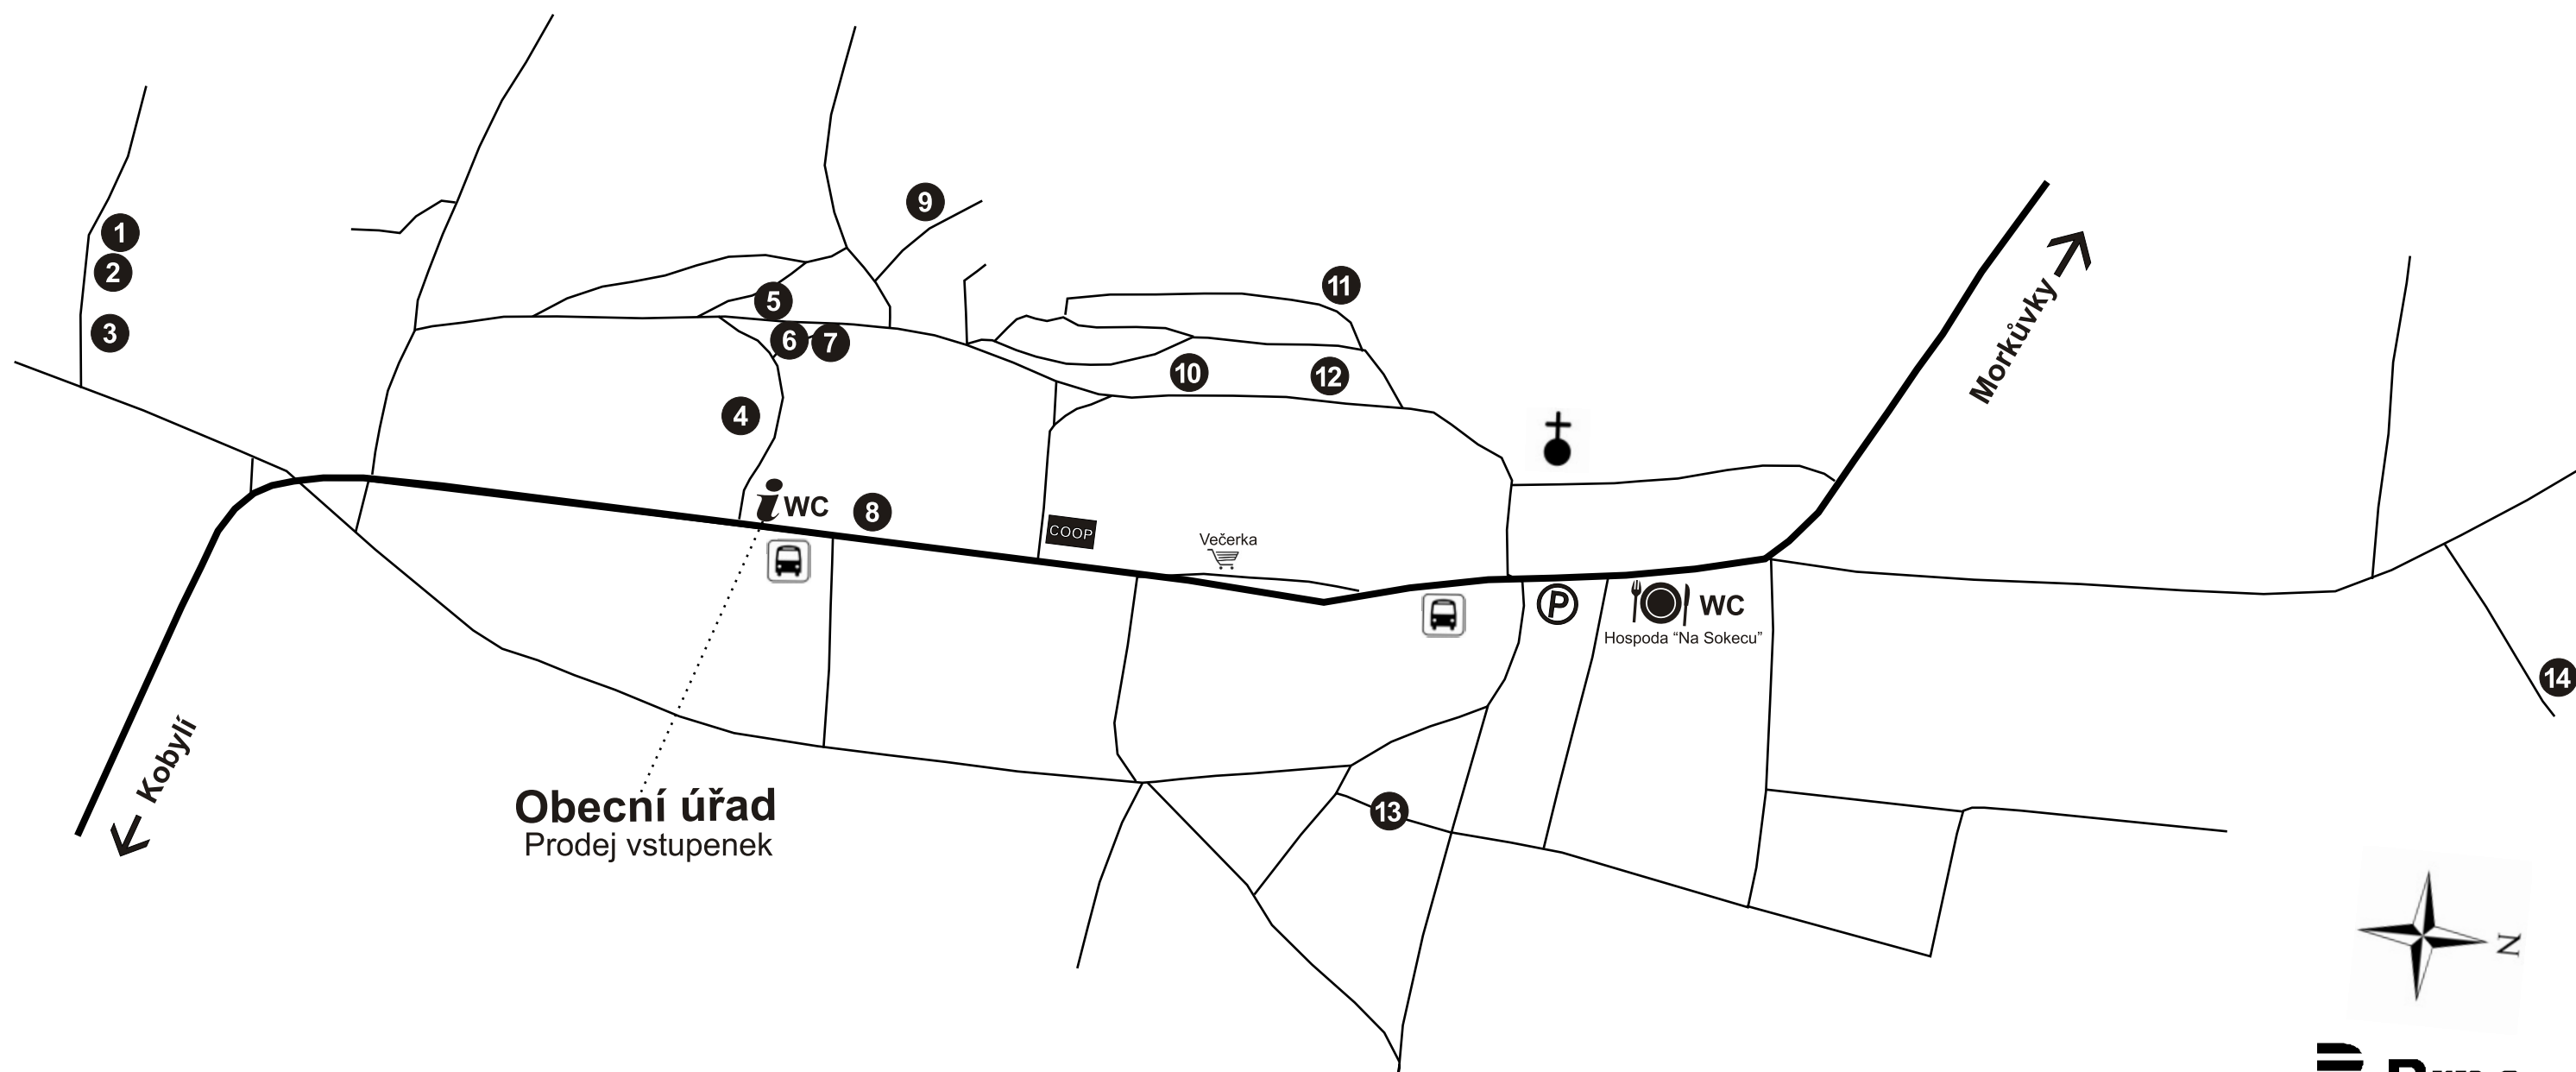 9
1
2
11
3
5
6
7
10
12
4
Morkůvky
i WC
8
COOP
Večerka
P
WC
Hospoda “Na Sokecu”
14
Kobylí
Obecní úřad
Prodej vstupenek
13
N